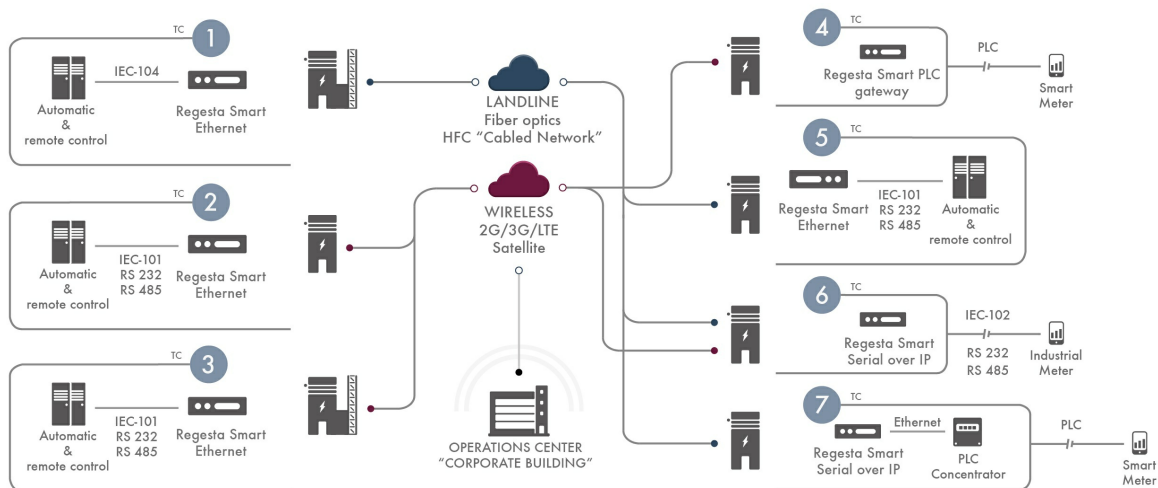 TC
1
IEC-104
Automatic
&
remote control
Regesta Smart
Ethernet
TC
2
IEC-101
RS 232
RS 485
Automatic
&
remote control
Regesta Smart
Ethernet
TC
3
IEC-101
RS 232
RS 485
Automatic
&
remote control
Regesta Smart
Ethernet
LANDLINE
Fiber optics
HFC “Cabled Network”
WIRELESS
2G/3G/LTE
Satellite
OPERATIONS CENTER
“CORPORATE BUILDING”
4
TC
Regesta Smart PLC
gateway
PLC
Smart
Meter
5
TC
Regesta Smart
Ethernet
IEC-101
RS 232
RS 485
Automatic
&
remote control
6
TC
Regesta Smart
Serial over IP
IEC-102
RS 232
RS 485
Industrial
Meter
7
TC
Ethernet
Regesta Smart
Serial over IP
PLC
Concentrator
PLC
Smart
Meter